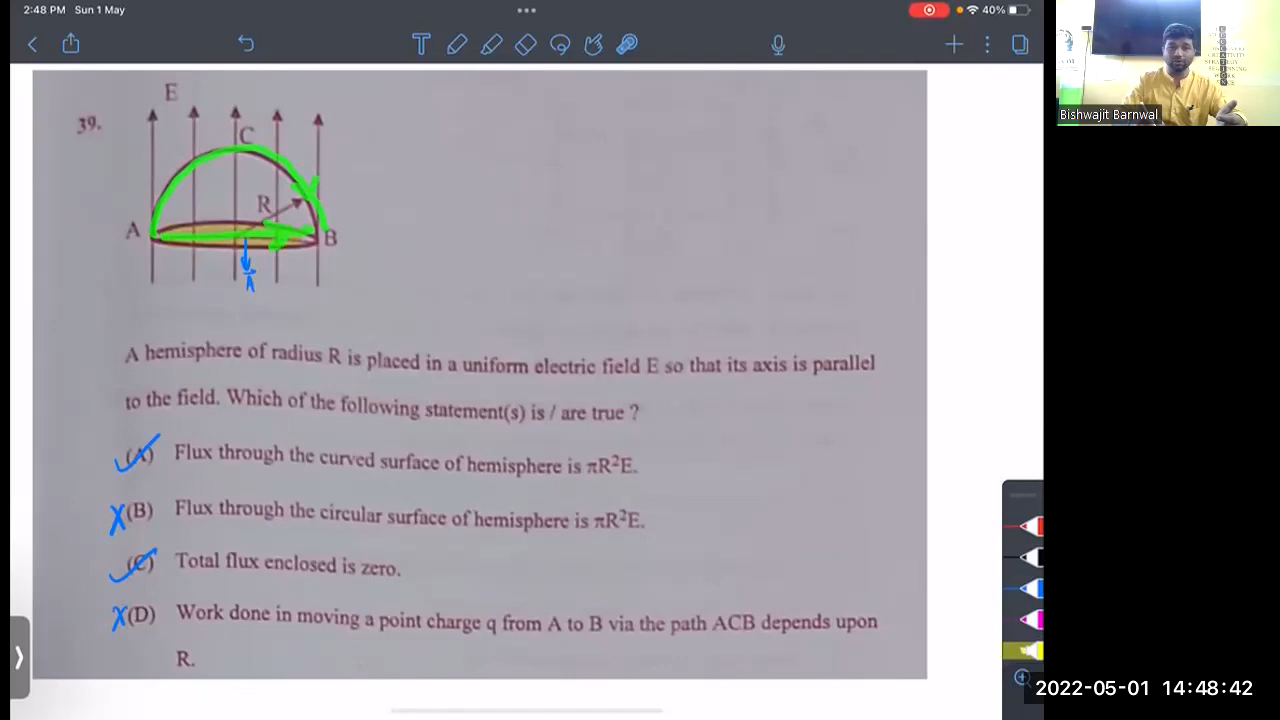 2:48 PM Sun 1 May
40%
Bishwajit Barnwal
E
39.
C
R
A
B
A
A hemisphere of radius R is placed in a uniform electric field E so that its axis is parallel
to the field. Which of the following statement(s) is / are true ?
(A) Flux through the curved surface of hemisphere is πR²E.
X(B) Flux through the circular surface of hemisphere is πR²E.
(C) Total flux enclosed is zero.
X(D) Work done in moving a point charge q from A to B via the path ACB depends upon
R.
2022-05-01 14:48:42